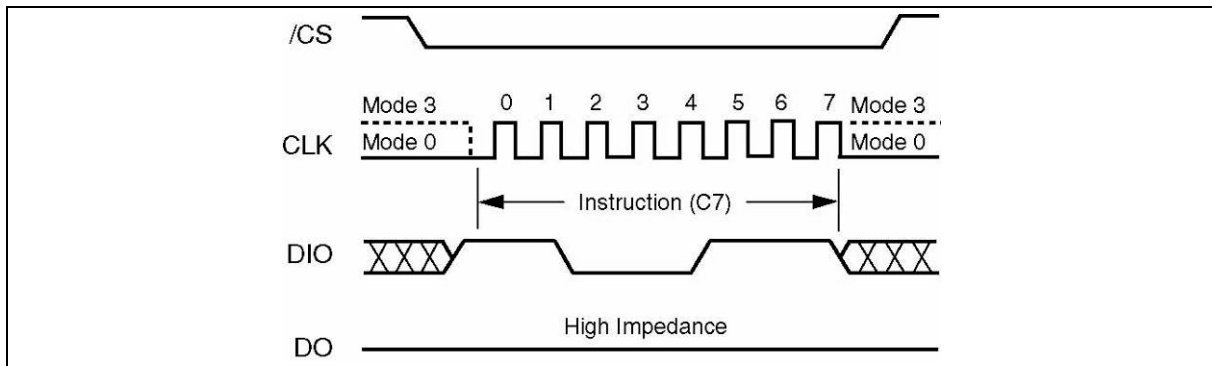 /CS
Mode 3 0 1 2 3 4 5 6 7 Mode 3
CLK Mode 0 Mode 0
Instruction (C7)
DIO
High Impedance
DO